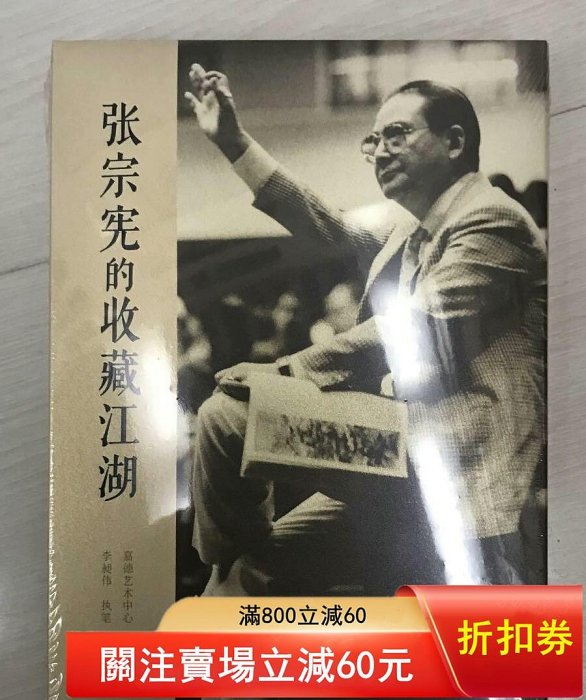 张宗宪的收藏江湖
嘉德艺术中心
李昶伟 执笔
滿800立減60
關注賣場立減60元
折扣券